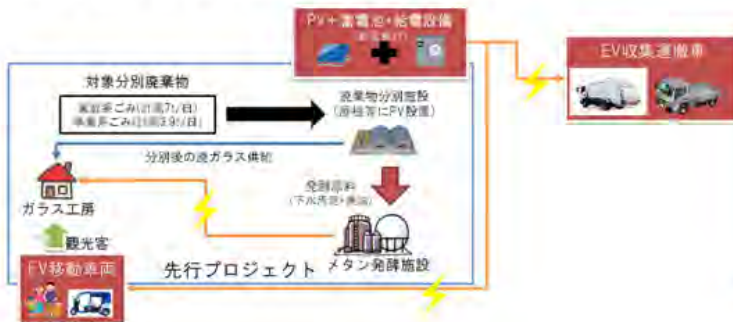 PV+蓄電池+給電設備
EV収集運搬車
対象分別廃棄物
家庭系ごみ(計画7t/日)
事業系ごみ(計画3.9t/日)
廃棄物分別施設
(屋根等にPV設置)
分別後の廃ガラス供給
ガラス工房
発酵原料
(下水汚泥+廃油)
観光客
メタン発酵施設
EV移動車両
先行プロジェクト